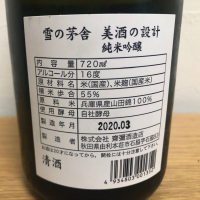 雪の茅舎 美酒の設計
純米吟醸
内容量 720ml
アルコール分 16度
原材料名 米(国産)、米麹(国産米)
精米歩合 55%
原料米 兵庫県産山田錦100%
使用酵母 自社酵母
製造年月 2020.03
製造者 株式会社 齋彌酒造店
秋田県由利本荘市石脇字石脇53
清酒
4934803001552